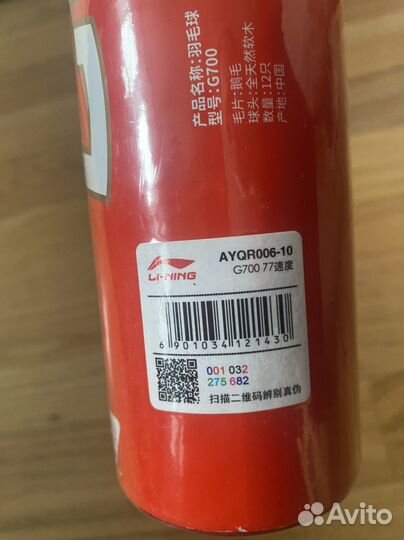 产品名称：羽毛球
型号：G700
毛片：鹅毛
球头：全天然软木
数量：12只
产地：中国
LI-NING
AYQR006-10
G700 77速度
6 901034 121430
001 032
275 682
扫描二维码辨别真伪
Avito